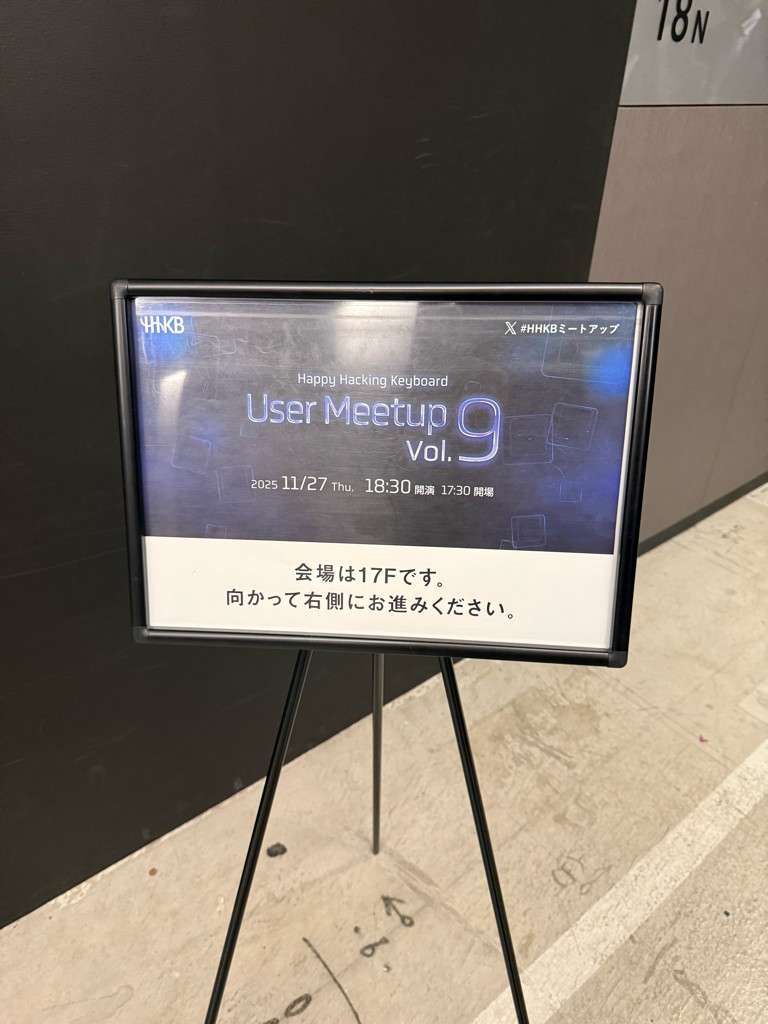 18N
HHKB
X #HHKBミートアップ
Happy Hacking Keyboard
User Meetup
Vol. 9
2025 11/27 Thu. 18:30 開演 17:30 開場
会場は17Fです。
向かって右側にお進みください。